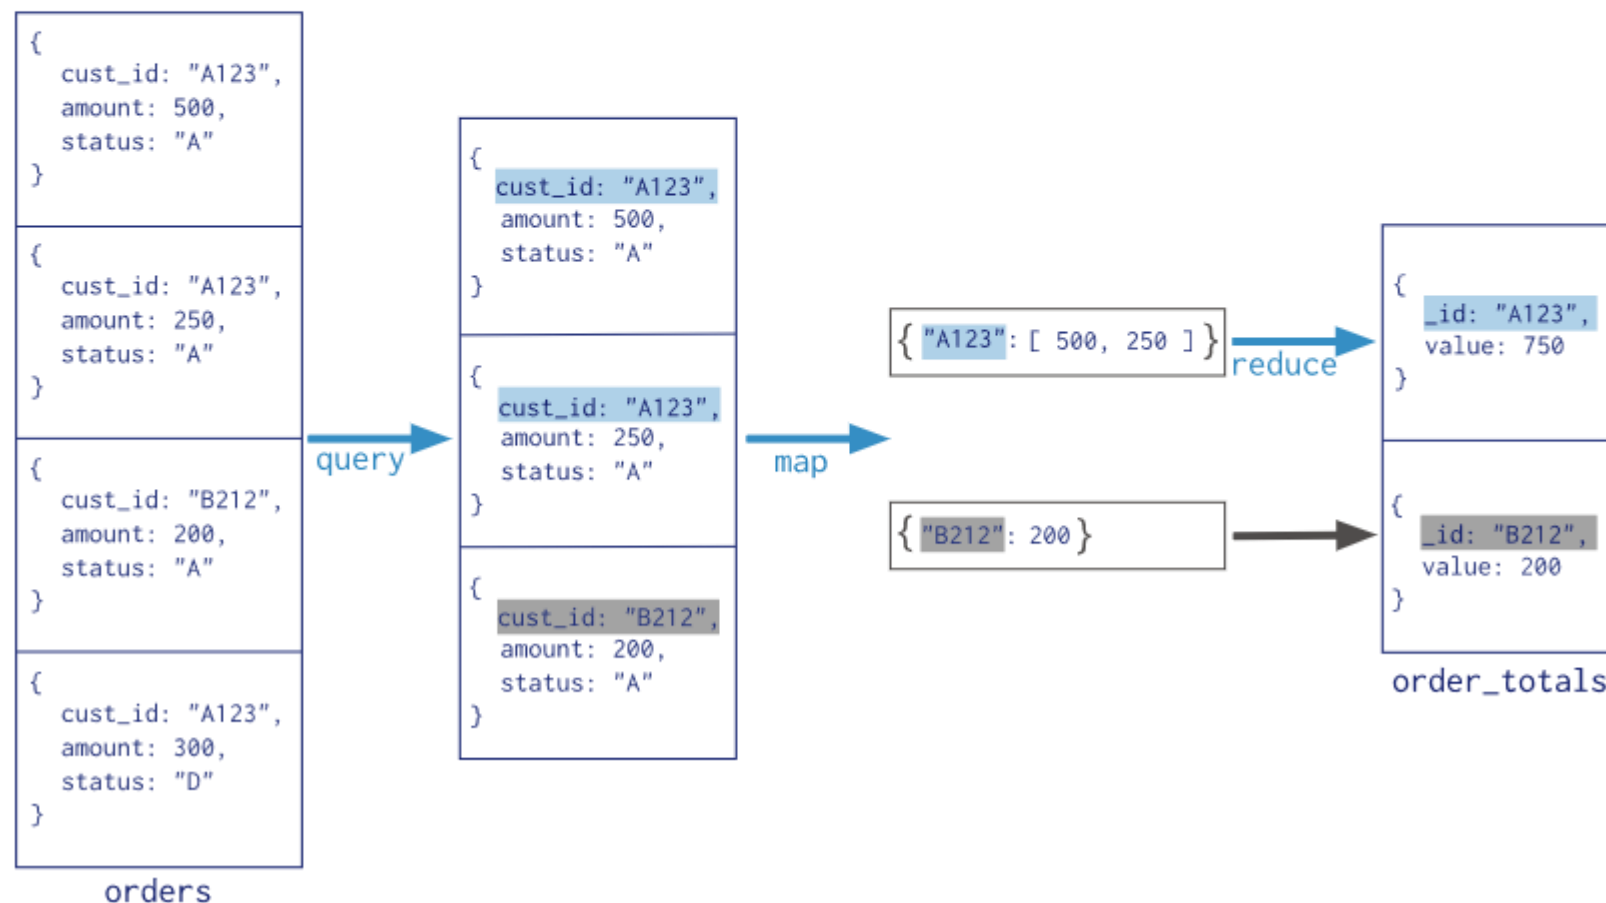 {
cust_id: "A123",
amount: 500,
status: "A"
}
{
cust_id: "A123",
amount: 250,
status: "A"
}
{
cust_id: "B212",
amount: 200,
status: "A"
}
{
cust_id: "A123",
amount: 300,
status: "D"
}
orders
query
{
cust_id: "A123",
amount: 500,
status: "A"
}
{
cust_id: "A123",
amount: 250,
status: "A"
}
{
cust_id: "B212",
amount: 200,
status: "A"
}
map
{ "A123": [ 500, 250 ] }
{ "B212": 200 }
reduce
{
_id: "A123",
value: 750
}
{
_id: "B212",
value: 200
}
order_totals